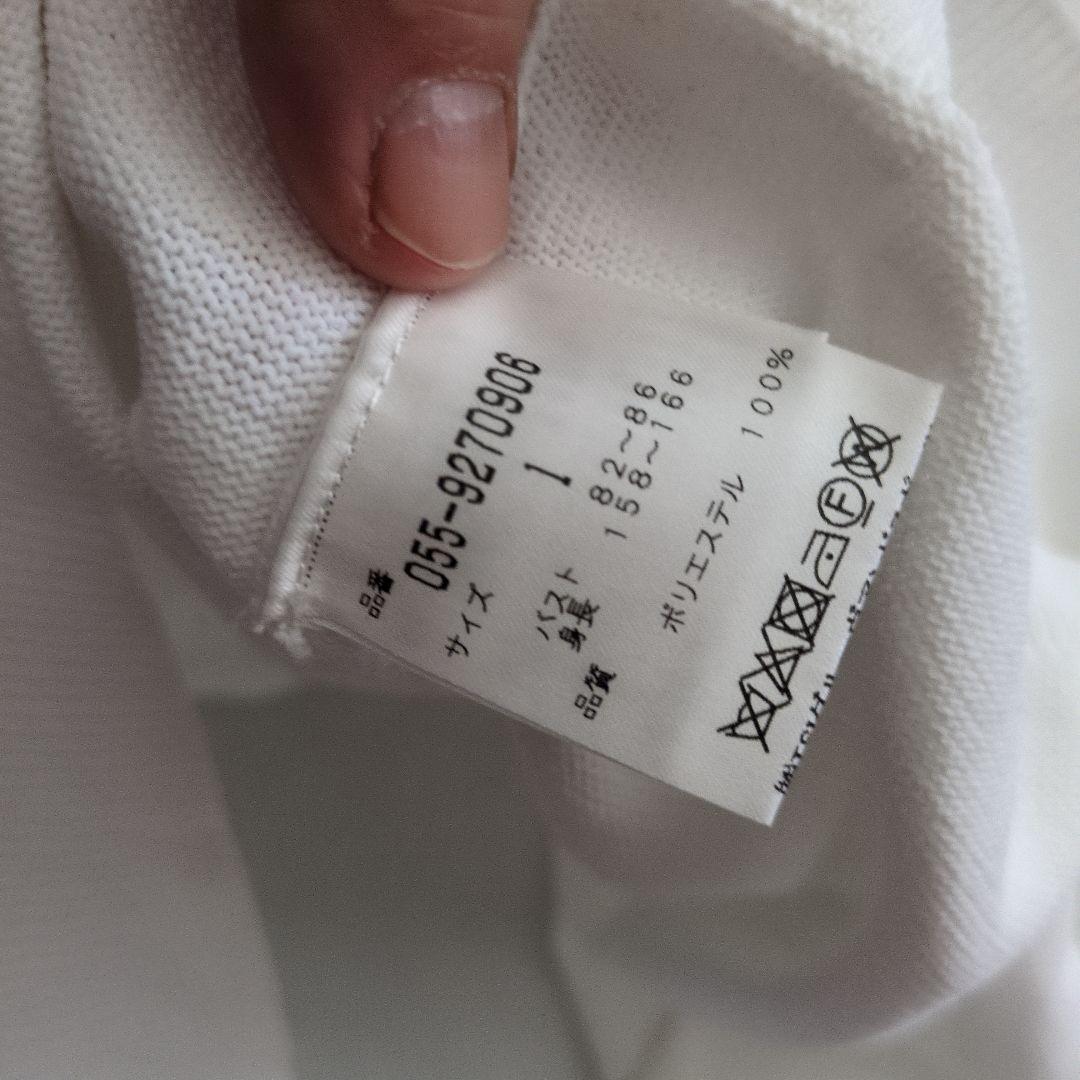 品番
055-9270906
サイズ 1
バスト 82～86
身長 158～166
品質
ポリエステル 100%